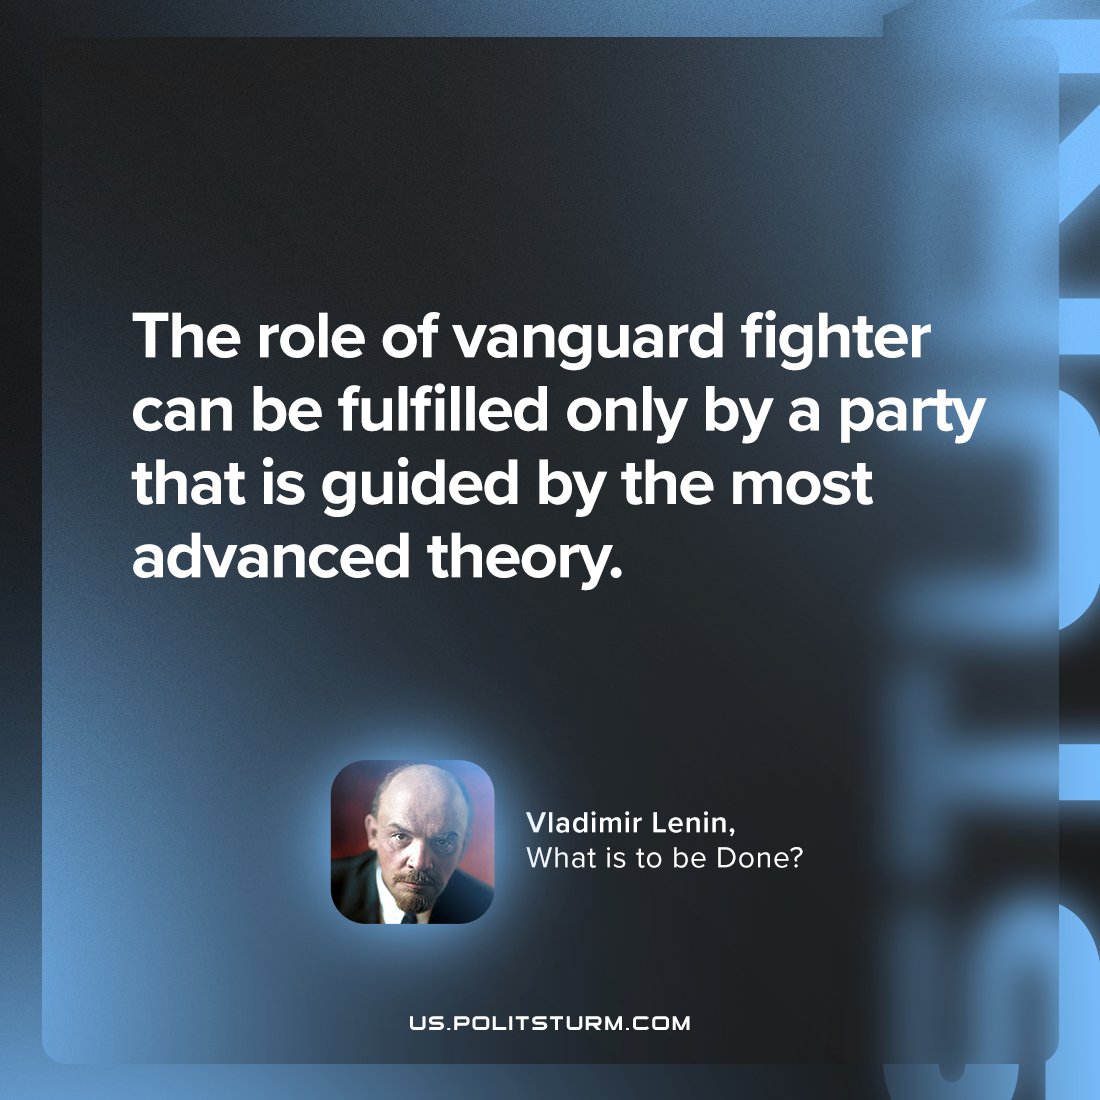 The role of vanguard fighter
can be fulfilled only by a party
that is guided by the most
advanced theory.
Vladimir Lenin,
What is to be Done?
US.POLITSTURM.COM